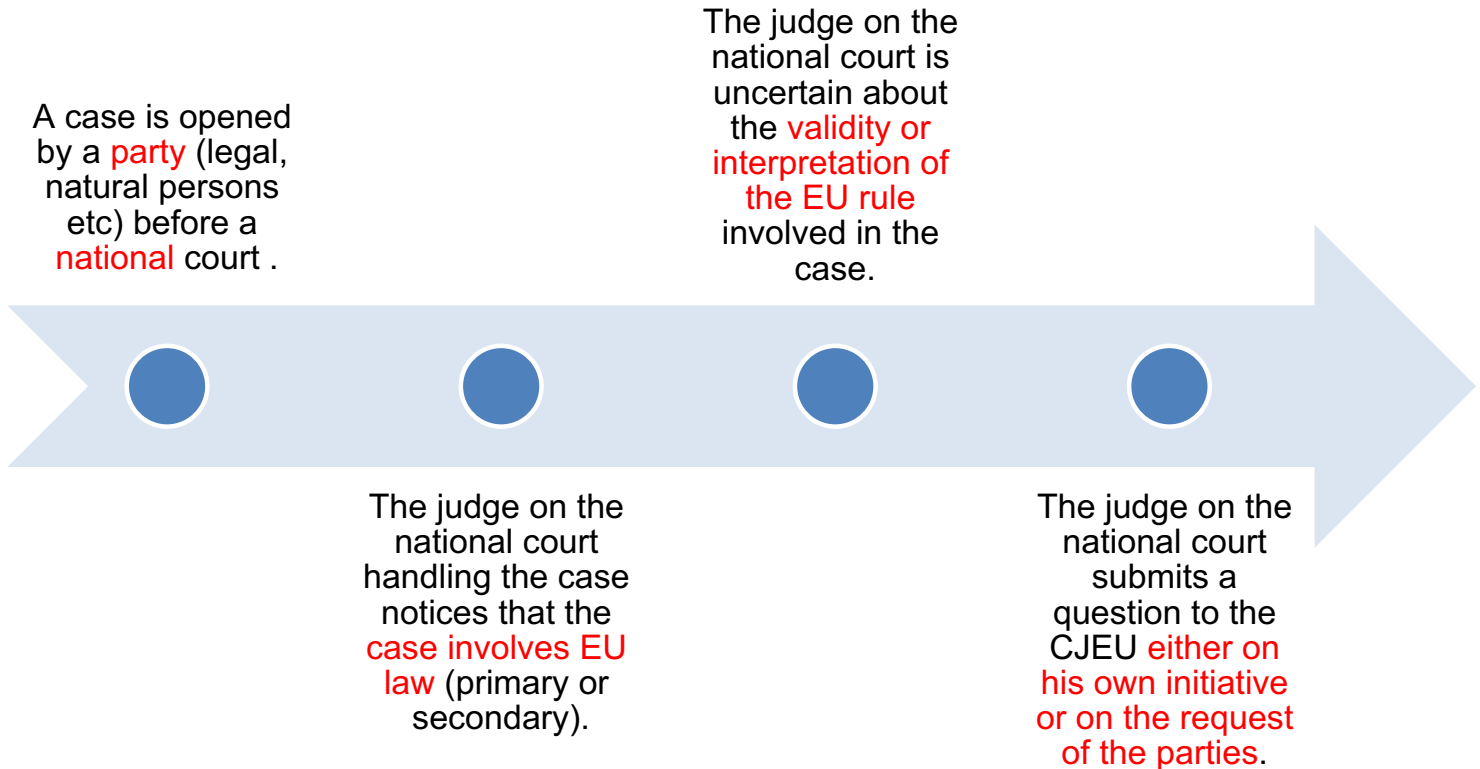 A case is opened
by a party (legal,
natural persons
etc) before a
national court .
The judge on the
national court
handling the case
notices that the
case involves EU
law (primary or
secondary).
The judge on the
national court is
uncertain about
the validity or
interpretation of
the EU rule
involved in the
case.
The judge on the
national court
submits a
question to the
CJEU either on
his own initiative
or on the request
of the parties.